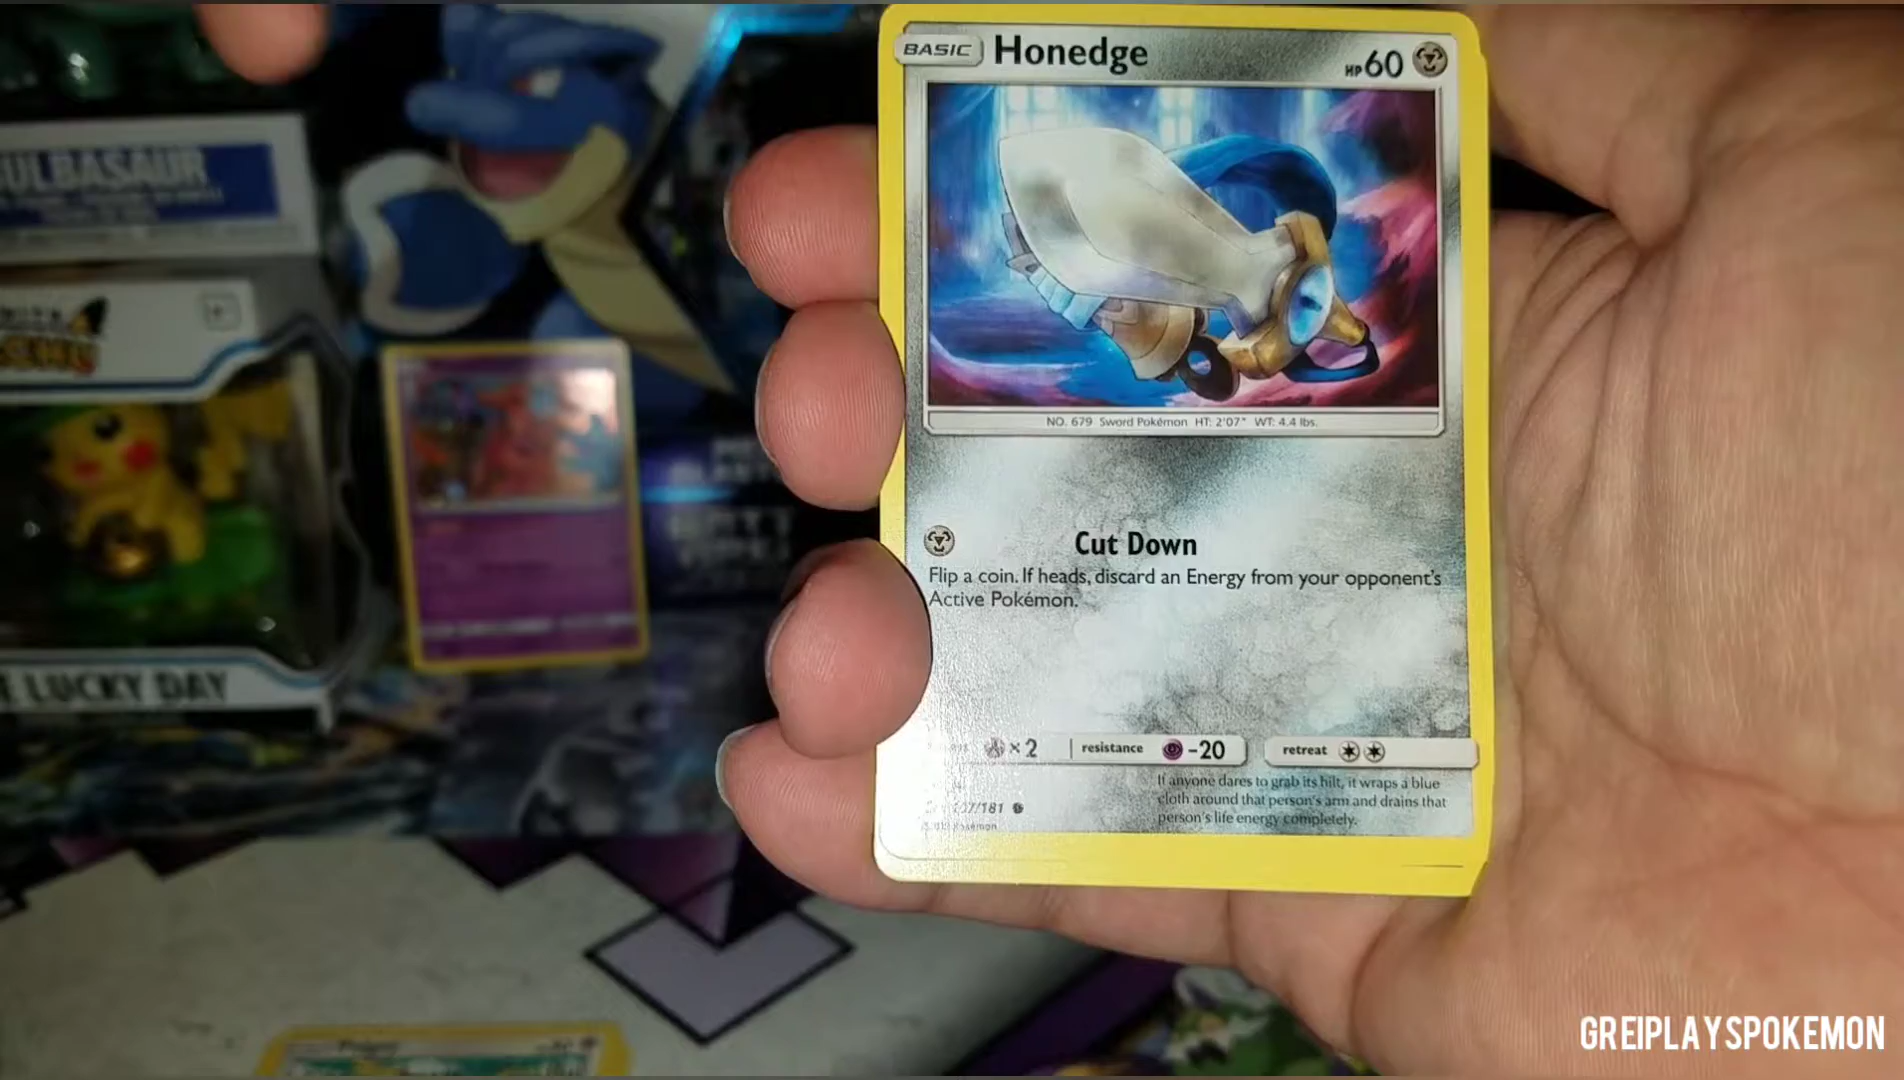 BASIC Honedge HP60
NO. 679 Sword Pokémon HT: 2'07" WT: 4.4 lbs.
Cut Down
Flip a coin. If heads, discard an Energy from your opponent's
Active Pokémon.
×2 resistance -20 retreat
If anyone dares to grab its hilt, it wraps a blue
cloth around that person's arm and drains that
person's life energy completely.
/181
Pokémon
ULBASAUR
LUCKY DAY
GREIPLAYSPOKEMON